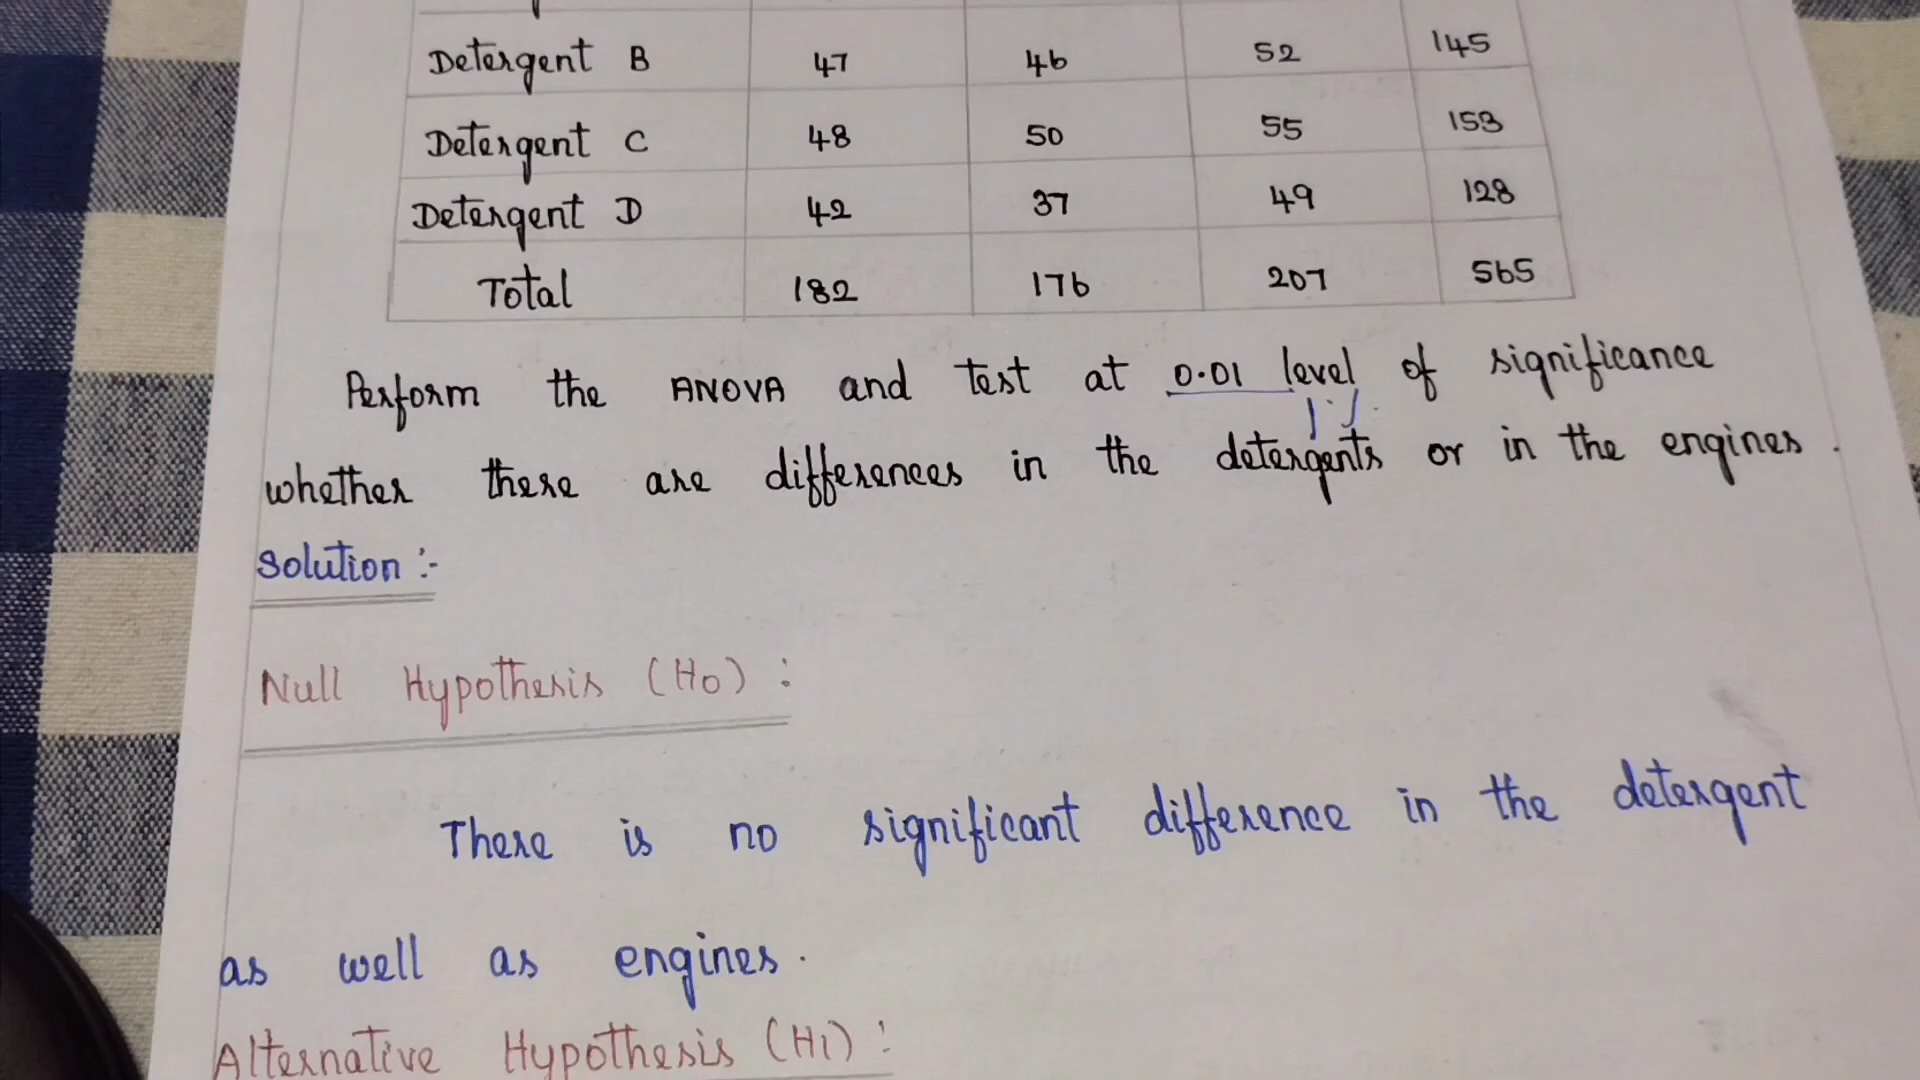 Detergent B 47 46 52 145
Detergent C 48 50 55 153
Detergent D 42 37 49 128
Total 182 176 207 565
Perform the ANOVA and test at 0.01 level of significance
1%
whether there are differences in the detergents or in the engines.
Solution :-
Null Hypothesis (H0) :
There is no significant difference in the detergent
as well as engines.
Alternative Hypothesis (H1) :